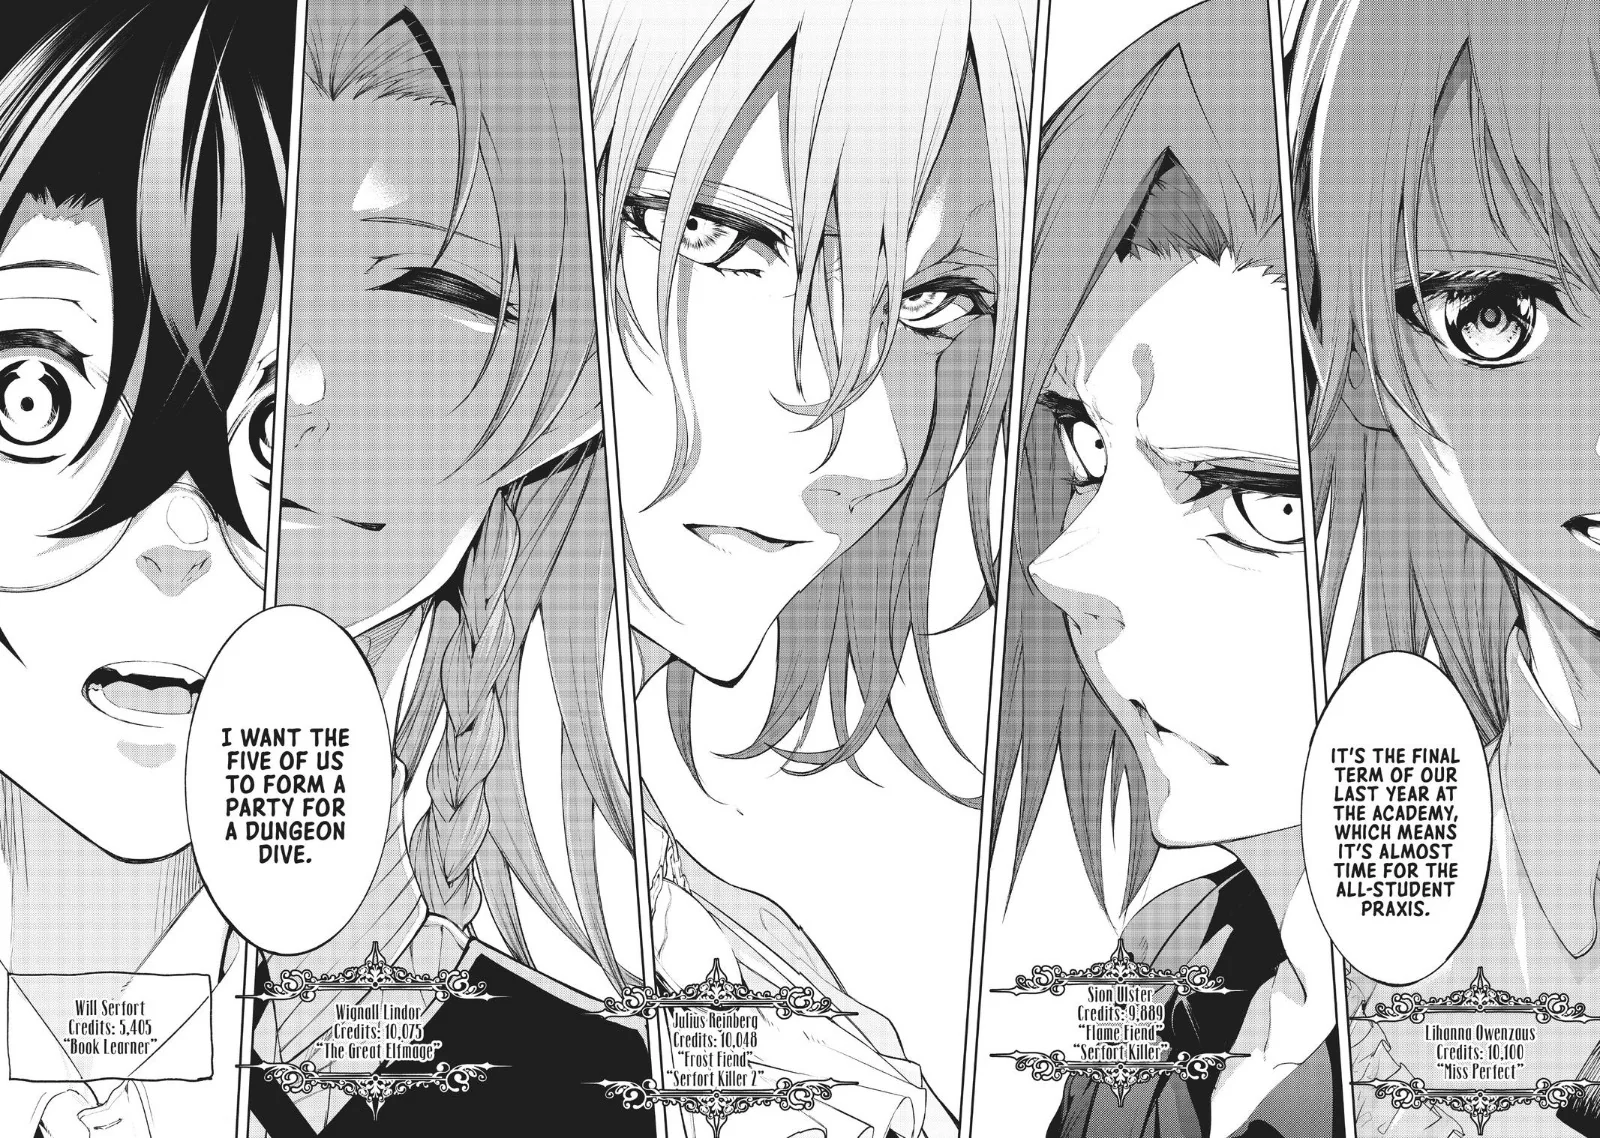 IT'S THE FINAL
TERM OF OUR
LAST YEAR AT
THE ACADEMY,
WHICH MEANS
IT'S ALMOST
TIME FOR THE
ALL-STUDENT
PRAXIS.
I WANT THE
FIVE OF US
TO FORM A
PARTY FOR
A DUNGEON
DIVE.
Lihanna Owenzaus
Credits: 10,100
"Miss Perfect"
Sion Ulster
Credits: 9,889
"Flame Fiend"
"Serfort Killer"
Julius Reinberg
Credits: 10,048
"Frost Fiend"
"Serfort Killer 2"
Wignall Lindor
Credits: 10,075
"The Great Elfmage"
Will Serfort
Credits: 5,405
"Book Learner"